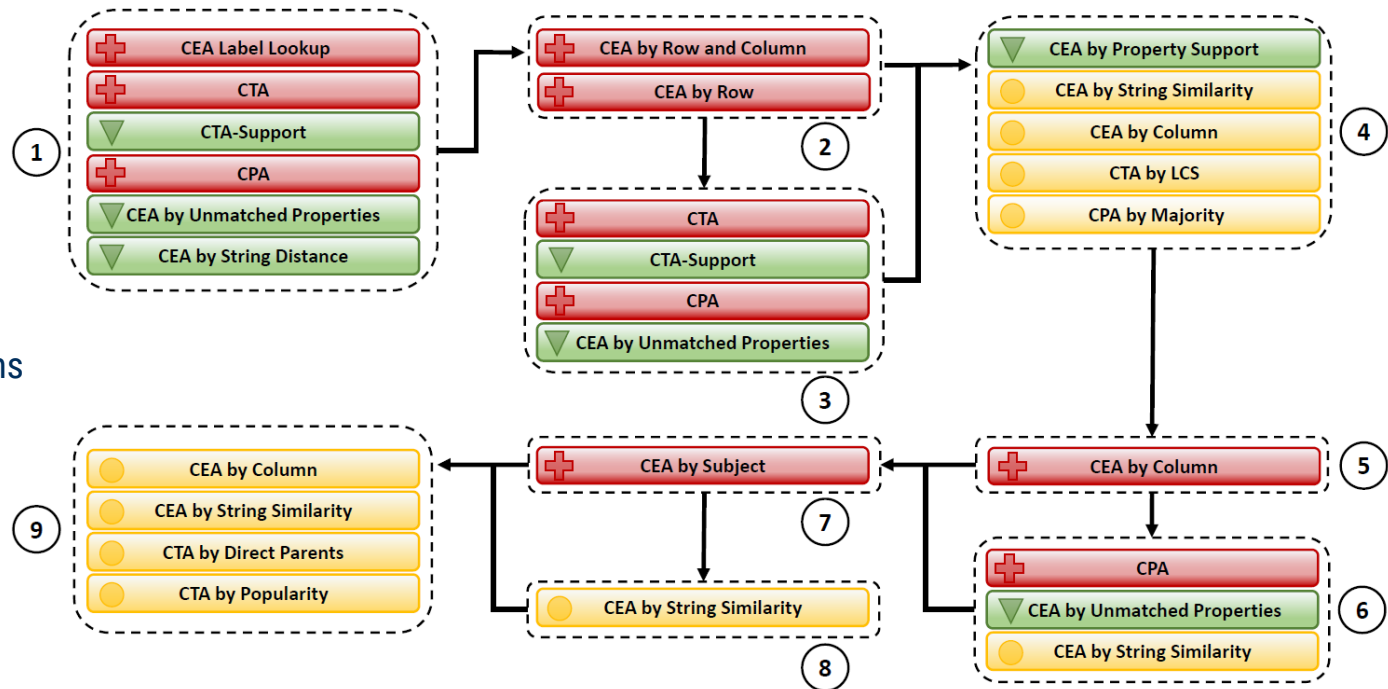 1
CEA Label Lookup
CTA
CTA-Support
CPA
CEA by Unmatched Properties
CEA by String Distance
CEA by Row and Column
CEA by Row
2
CTA
CTA-Support
CPA
CEA by Unmatched Properties
3
CEA by Property Support
CEA by String Similarity
CEA by Column
CTA by LCS
CPA by Majority
4
CEA by Column
5
CPA
CEA by Unmatched Properties
CEA by String Similarity
6
CEA by Subject
7
CEA by String Similarity
8
9
CEA by Column
CEA by String Similarity
CTA by Direct Parents
CTA by Popularity